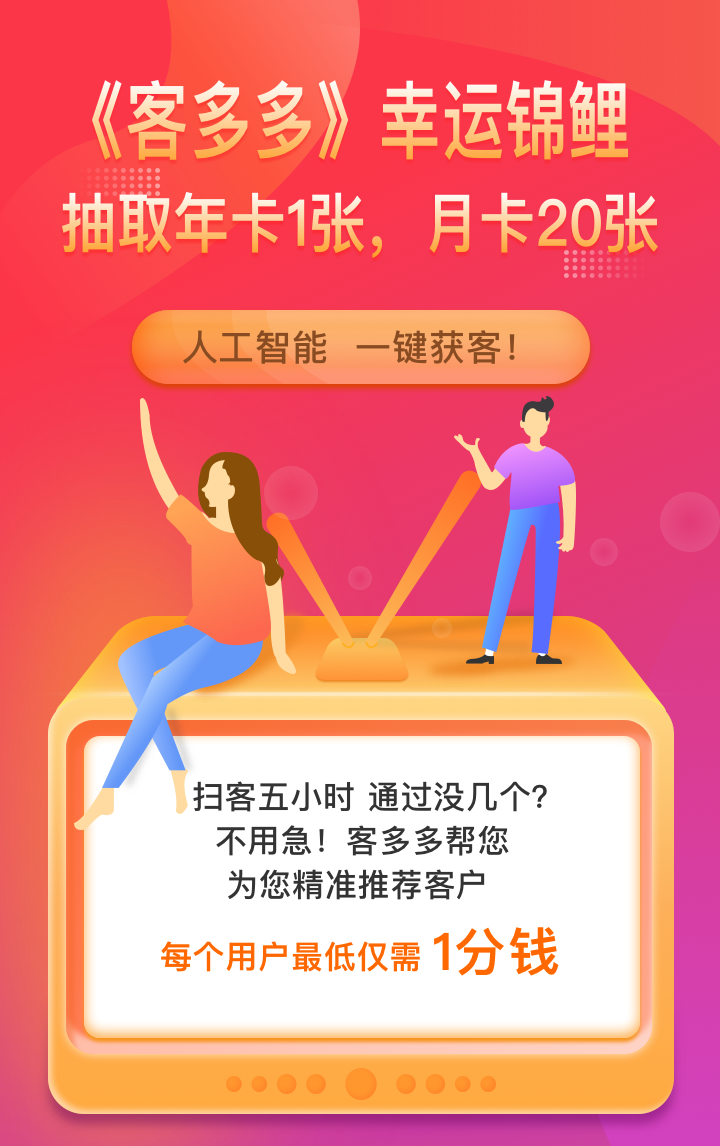 《客多多》幸运锦鲤
抽取年卡1张，月卡20张
人工智能 一键获客！
扫客五小时 通过没几个？
不用急！客多多帮您
为您精准推荐客户
每个用户最低仅需 1分钱